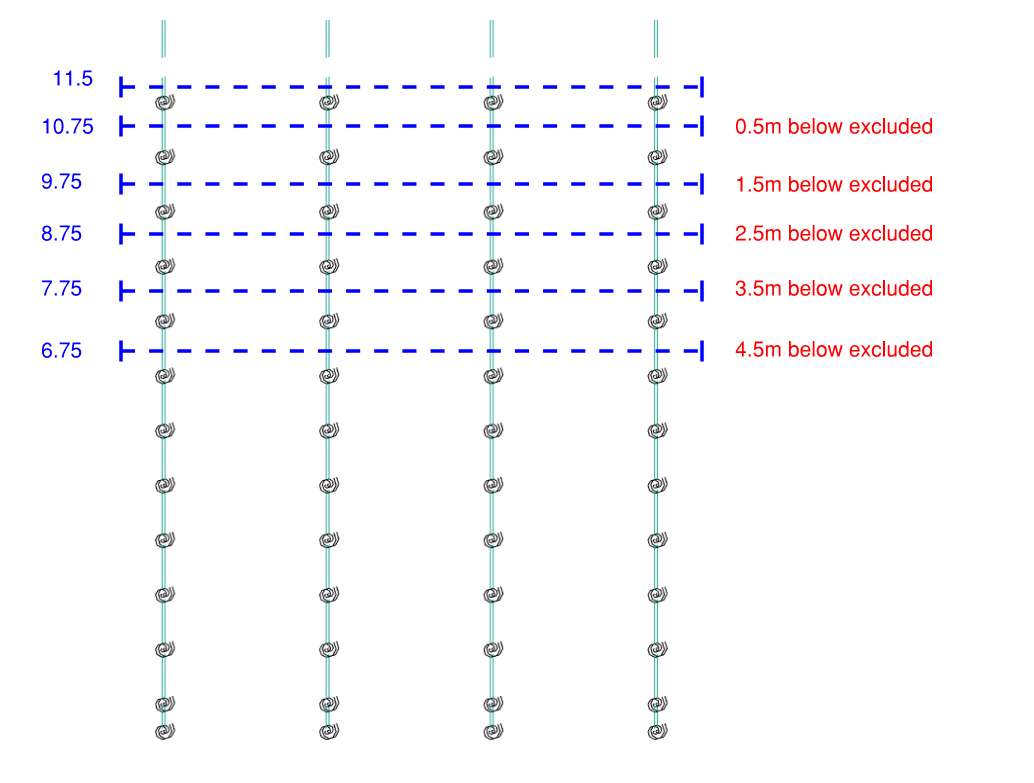 11.5
10.75 0.5m below excluded
9.75 1.5m below excluded
8.75 2.5m below excluded
7.75 3.5m below excluded
6.75 4.5m below excluded